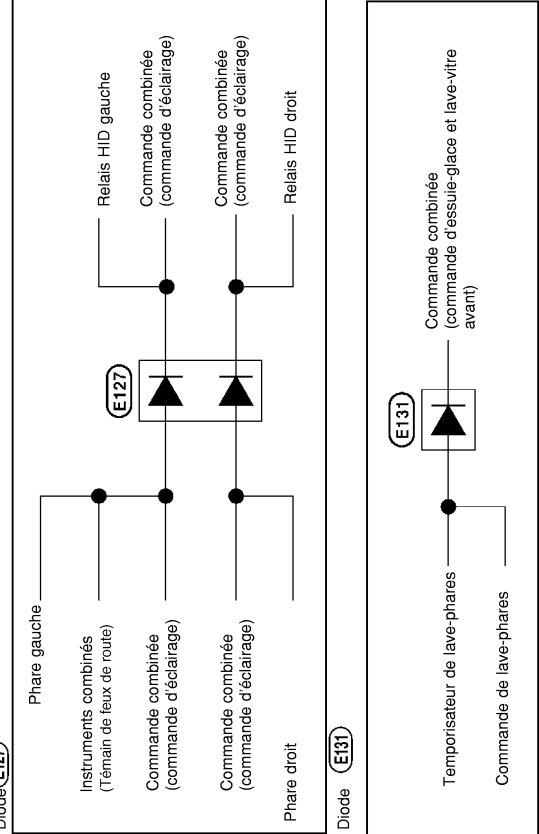 Diode E127
Phare gauche
Instruments combinés
(Témain de feux de route)
Commande combinée
(commande d'éclairage)
Commande combinée
(commande d'éclairage)
Phare droit
E127
Relais HID gauche
Commande combinée
(commande d'éclairage)
Commande combinée
(commande d'éclairage)
Relais HID droit
Diode E131
Temporisateur de lave-phares
Commande de lave-phares
E131
Commande combinée
(commande d'essuie-glace et lave-vitre
avant)